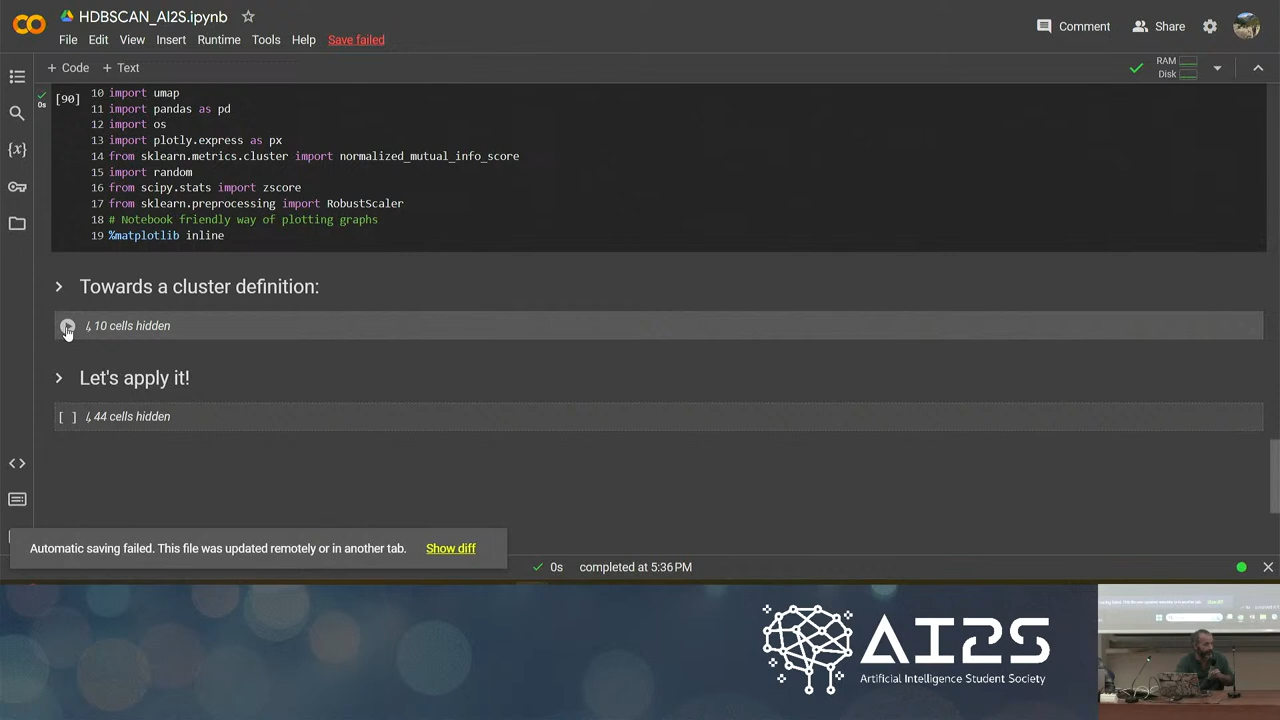 HDBSCAN_AI2S.ipynb
File Edit View Insert Runtime Tools Help Save failed
Comment Share
+ Code + Text
RAM
Disk
[90]
0s
10 import umap
11 import pandas as pd
12 import os
13 import plotly.express as px
14 from sklearn.metrics.cluster import normalized_mutual_info_score
15 import random
16 from scipy.stats import zscore
17 from sklearn.preprocessing import RobustScaler
18 # Notebook friendly way of plotting graphs
19 %matplotlib inline
Towards a cluster definition:
↳ 10 cells hidden
Let's apply it!
[ ] ↳ 44 cells hidden
Automatic saving failed. This file was updated remotely or in another tab. Show diff
0s completed at 5:36 PM
AI2S
Artificial Intelligence Student Society